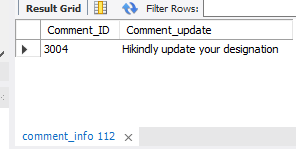 Result Grid Filter Rows:
Comment_ID Comment_update
3004 Hikindly update your designation
comment_info 112